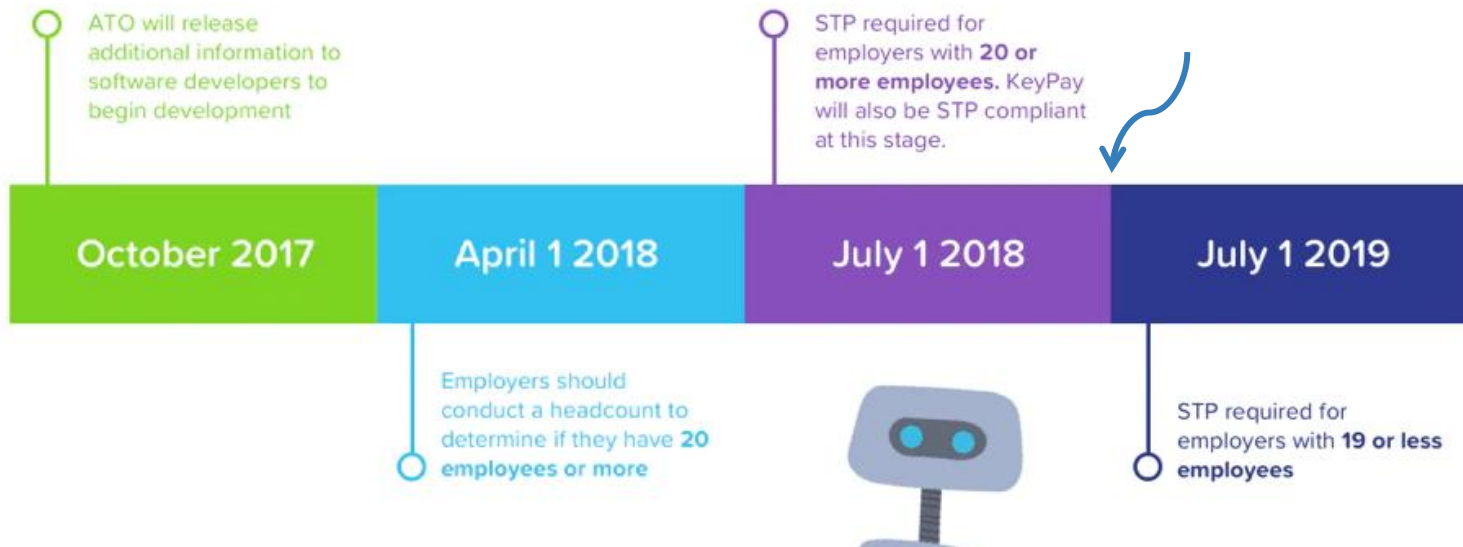 ATO will release
additional information to
software developers to
begin development
STP required for
employers with 20 or
more employees. KeyPay
will also be STP compliant
at this stage.
October 2017
April 1 2018
July 1 2018
July 1 2019
Employers should
conduct a headcount to
determine if they have 20
employees or more
STP required for
employers with 19 or less
employees